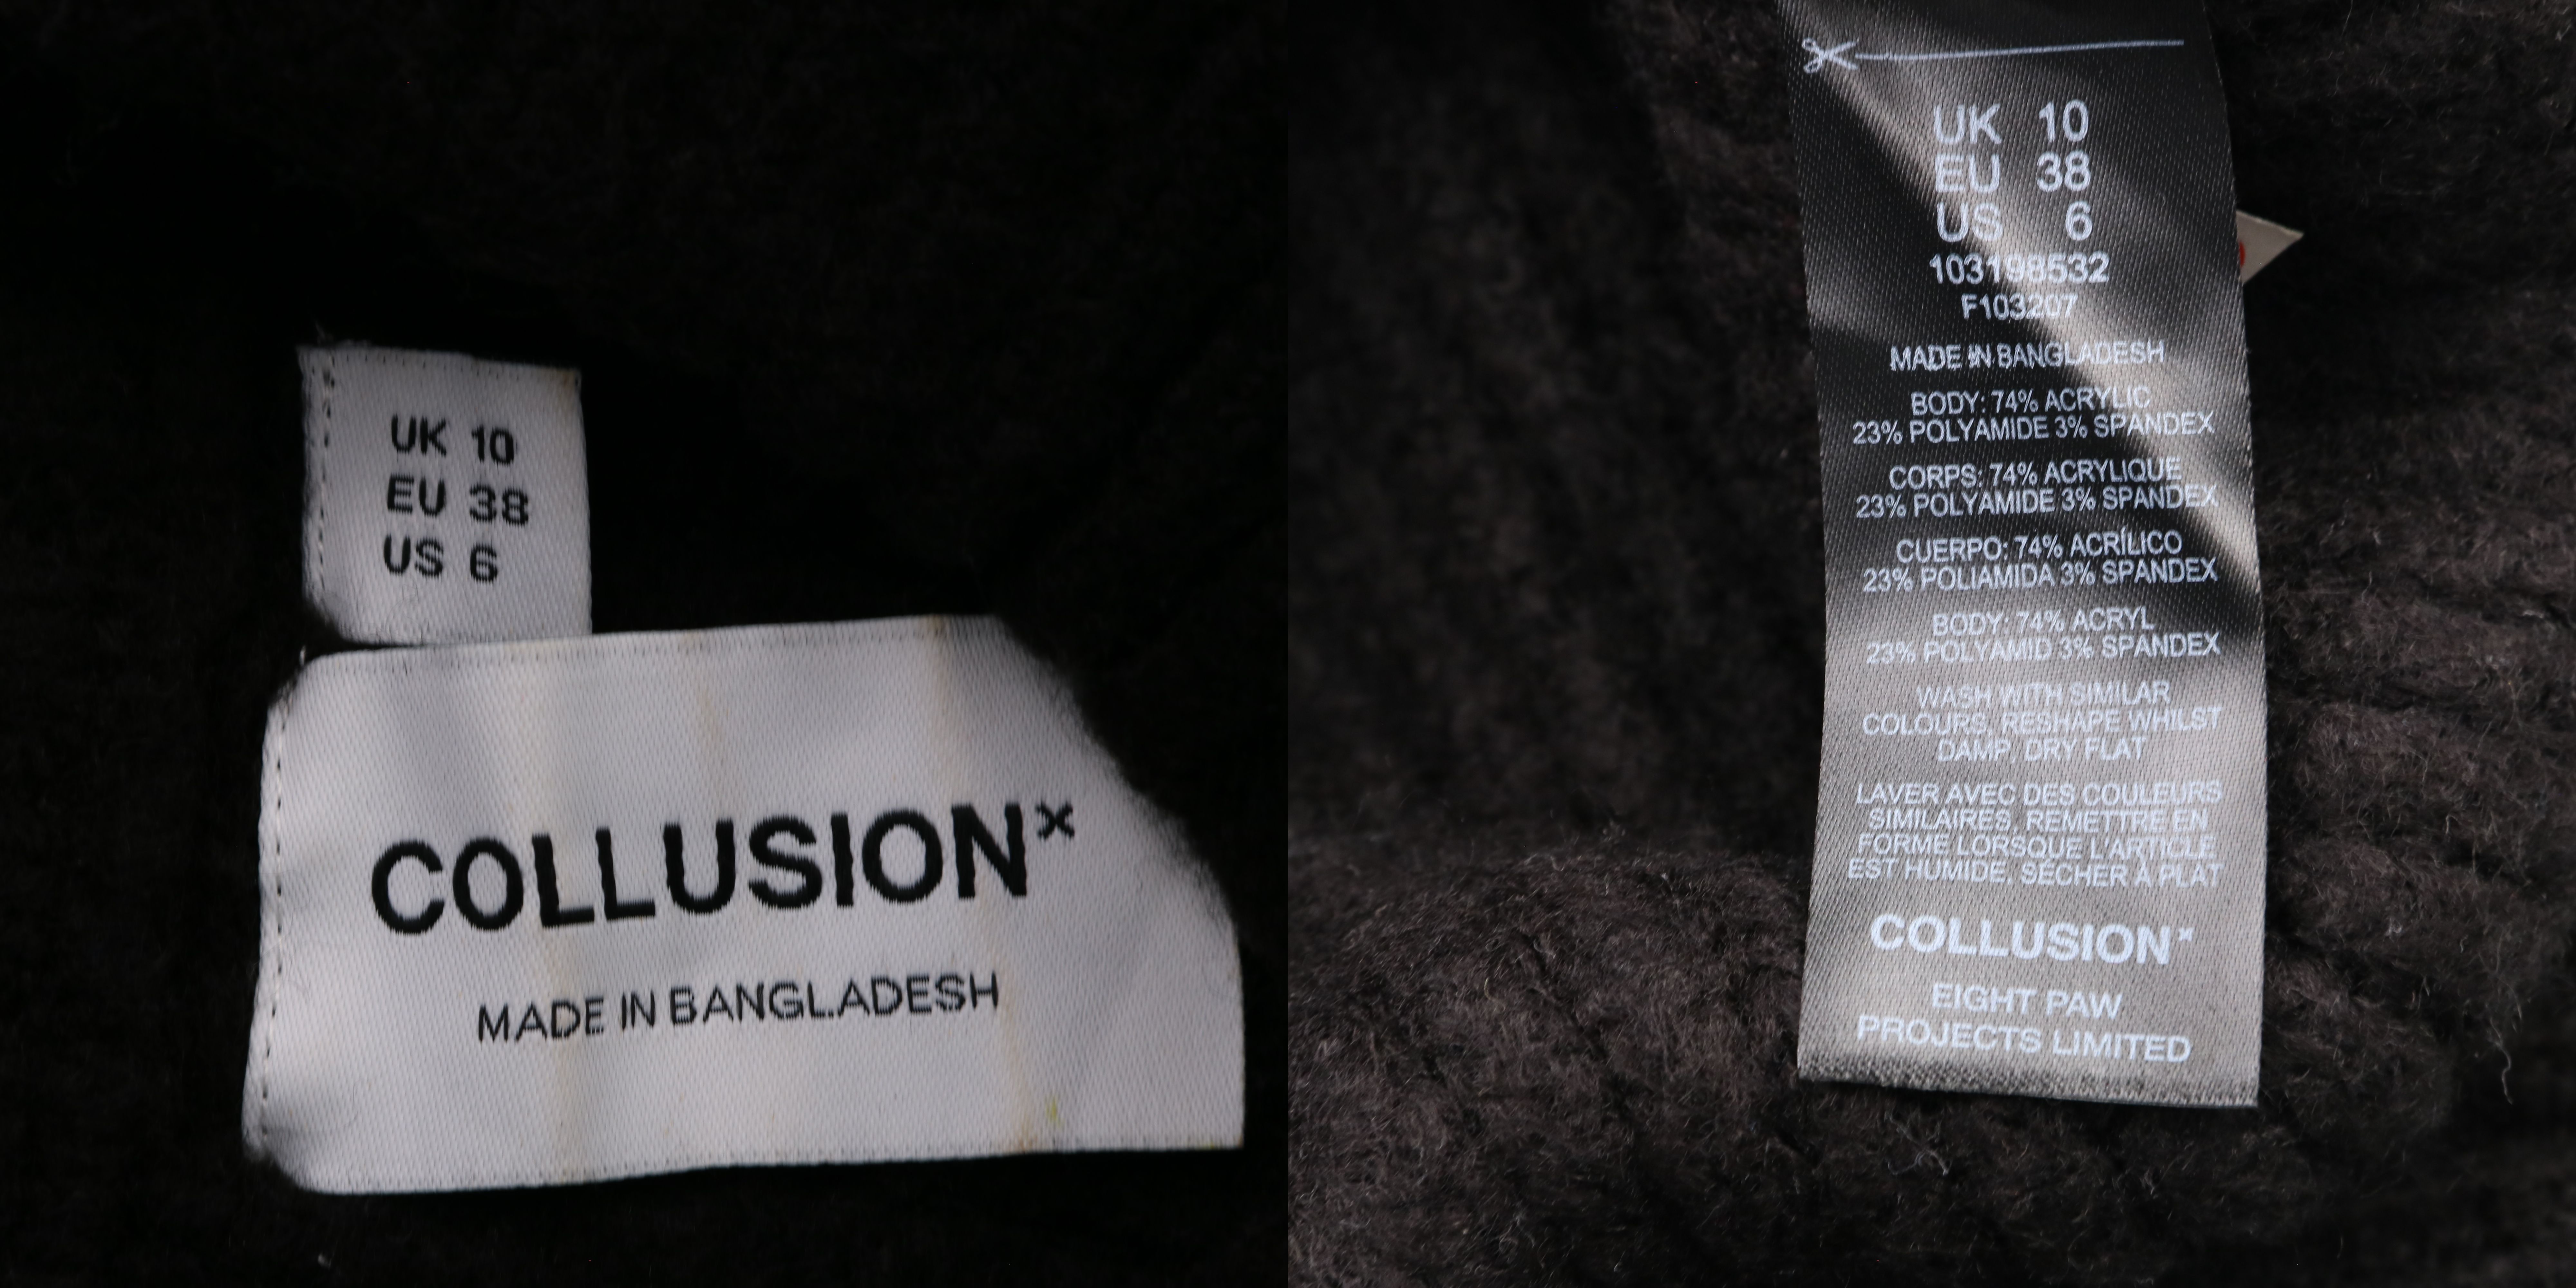 UK 10
EU 38
US 6
COLLUSIONˣ
MADE IN BANGLADESH
UK 10
EU 38
US 6
103198532
F103207
MADE IN BANGLADESH
BODY: 74% ACRYLIC
23% POLYAMIDE 3% SPANDEX
CORPS: 74% ACRYLIQUE
23% POLYAMIDE 3% SPANDEX
CUERPO: 74% ACRÍLICO
23% POLIAMIDA 3% SPANDEX
BODY: 74% ACRYL
23% POLYAMID 3% SPANDEX
WASH WITH SIMILAR
COLOURS, RESHAPE WHILST
DAMP, DRY FLAT
LAVER AVEC DES COULEURS
SIMILAIRES, REMETTRE EN
FORME LORSQUE L'ARTICLE
EST HUMIDE. SÉCHER À PLAT
COLLUSIONˣ
EIGHT PAW
PROJECTS LIMITED